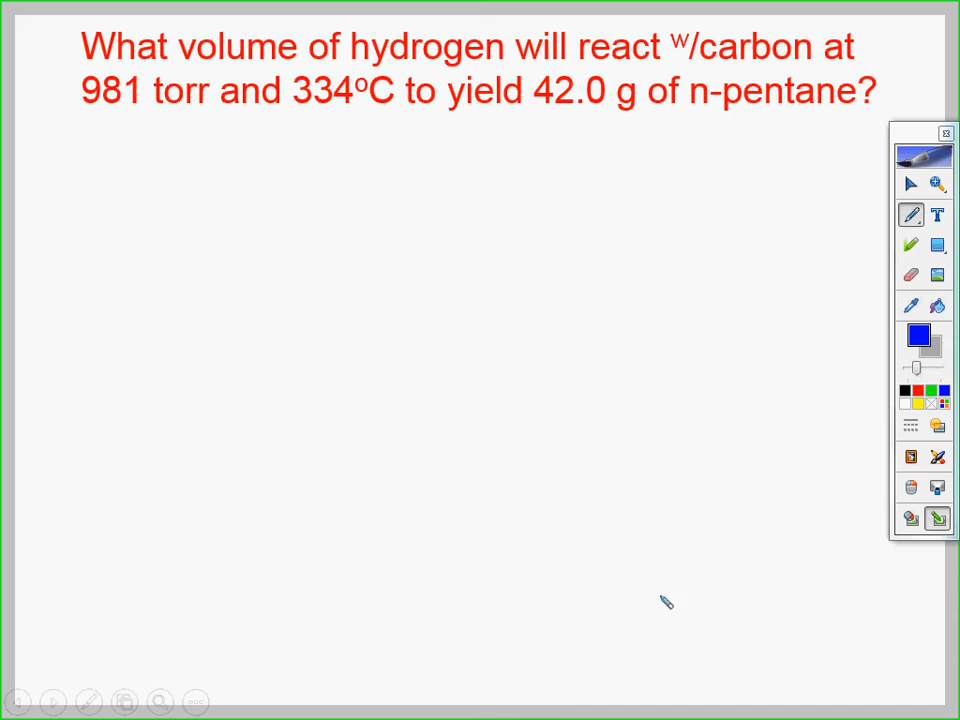 What volume of hydrogen will react ʷ/carbon at
981 torr and 334ºC to yield 42.0 g of n-pentane?
T